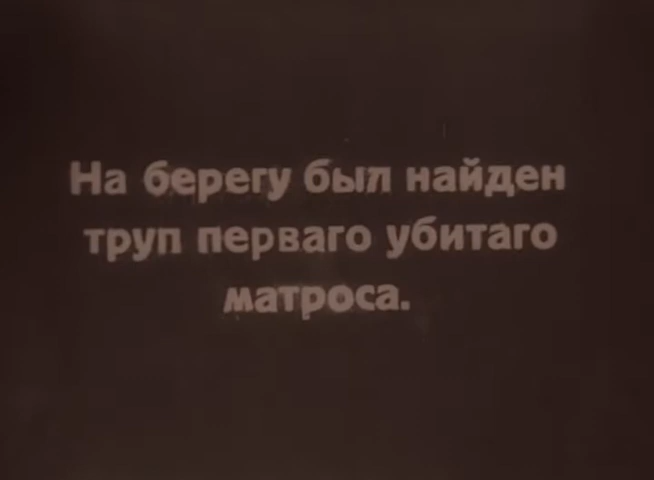 На берегу был найден
труп перваго убитаго
матроса.